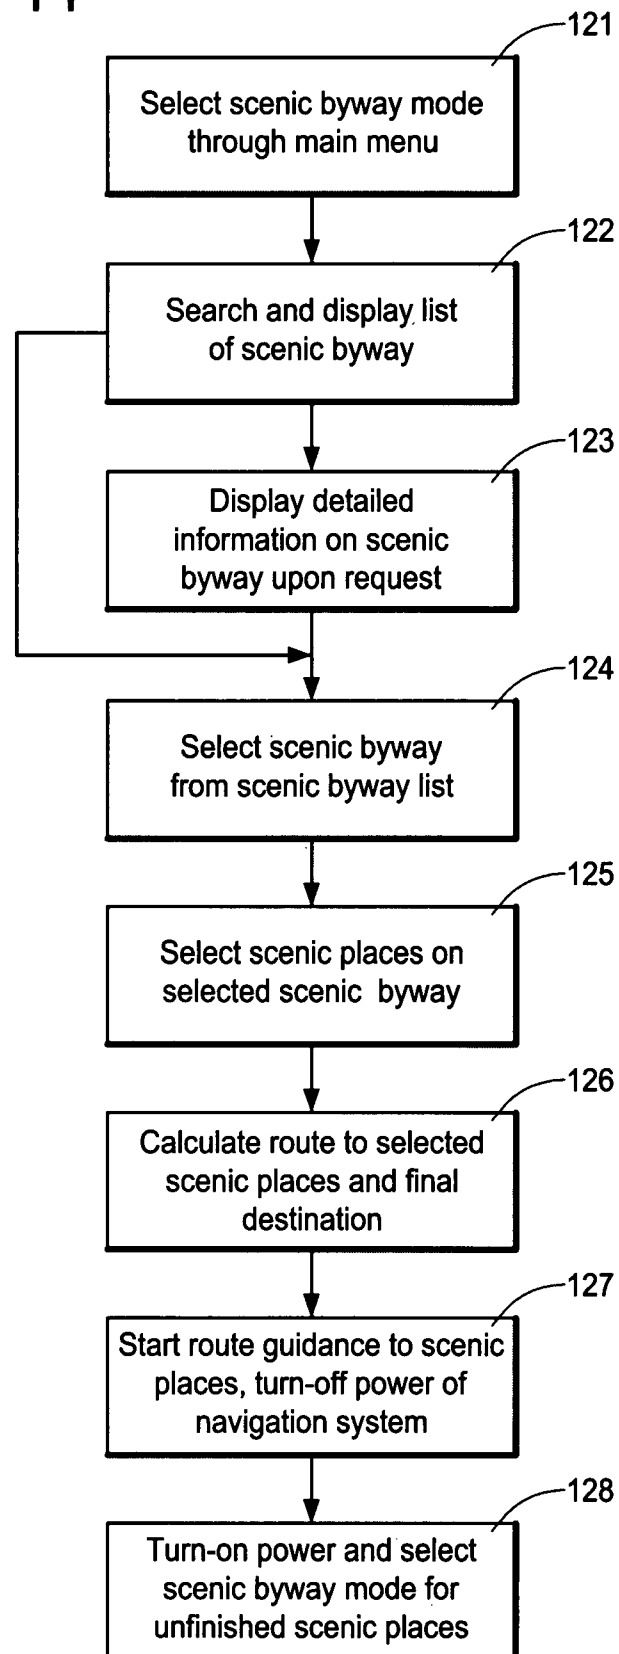 121
Select scenic byway mode
through main menu
122
Search and display list
of scenic byway
123
Display detailed
information on scenic
byway upon request
124
Select scenic byway
from scenic byway list
125
Select scenic places on
selected scenic byway
126
Calculate route to selected
scenic places and final
destination
127
Start route guidance to scenic
places, turn-off power of
navigation system
128
Turn-on power and select
scenic byway mode for
unfinished scenic places